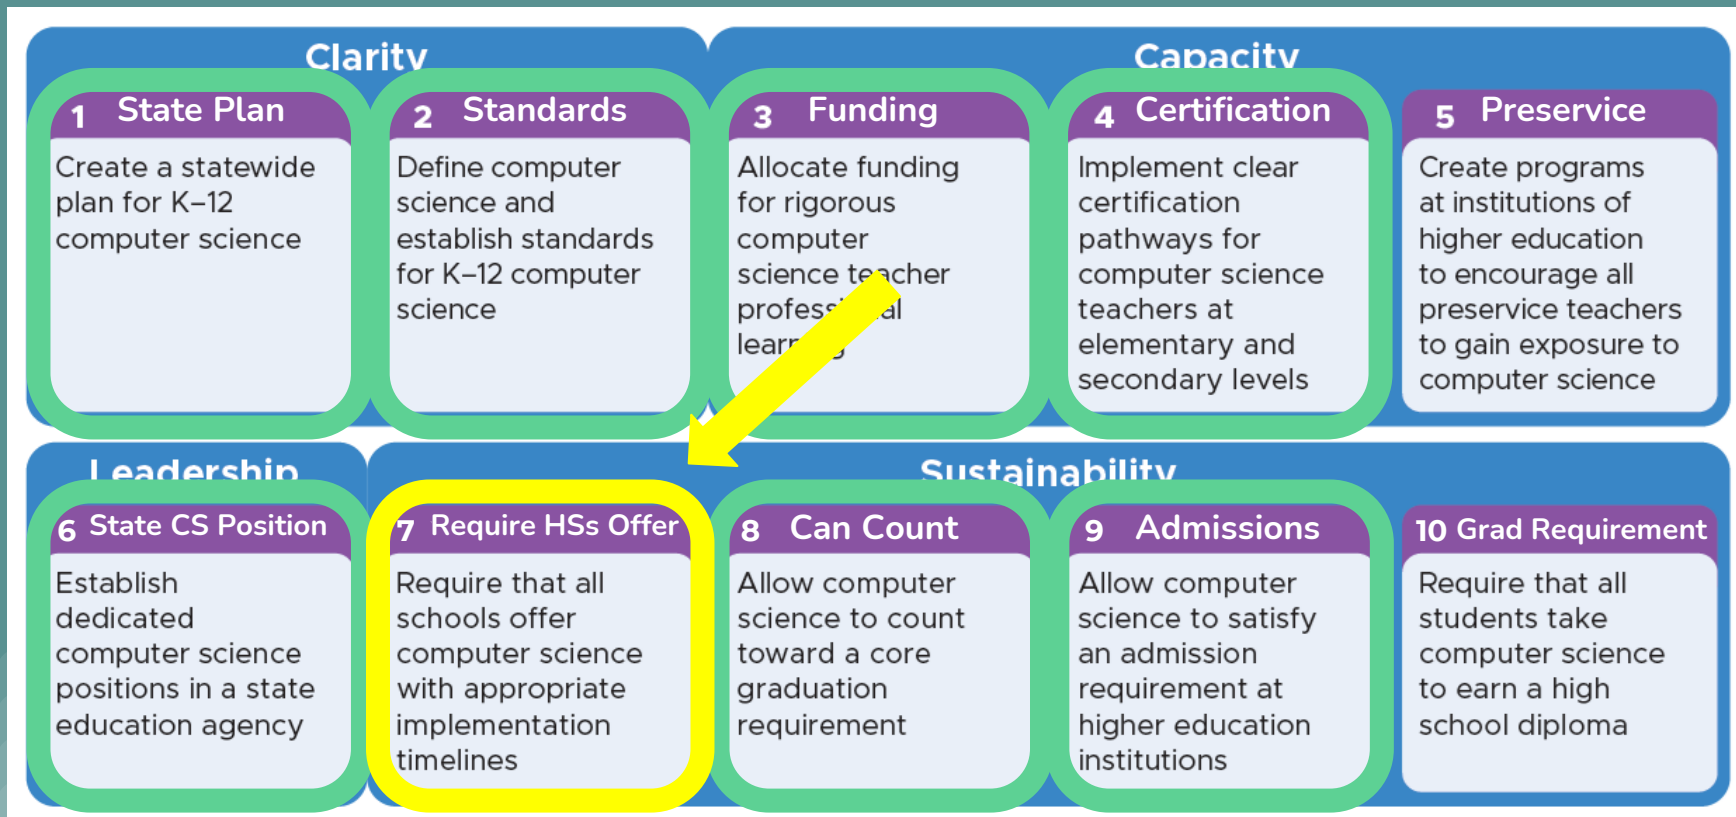 Clarity
Capacity
1 State Plan
Create a statewide
plan for K–12
computer science
2 Standards
Define computer
science and
establish standards
for K–12 computer
science
3 Funding
Allocate funding
for rigorous
computer
science teacher
professional
learning
4 Certification
Implement clear
certification
pathways for
computer science
teachers at
elementary and
secondary levels
5 Preservice
Create programs
at institutions of
higher education
to encourage all
preservice teachers
to gain exposure to
computer science
Leadership
Sustainability
6 State CS Position
Establish
dedicated
computer science
positions in a state
education agency
7 Require HSs Offer
Require that all
schools offer
computer science
with appropriate
implementation
timelines
8 Can Count
Allow computer
science to count
toward a core
graduation
requirement
9 Admissions
Allow computer
science to satisfy
an admission
requirement at
higher education
institutions
10 Grad Requirement
Require that all
students take
computer science
to earn a high
school diploma